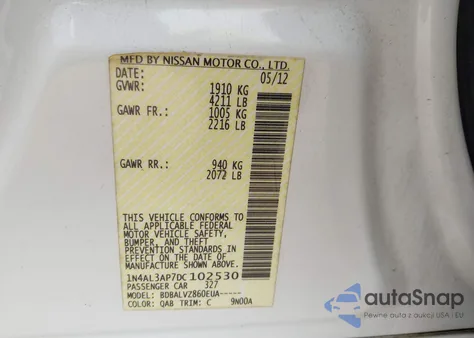 MFD BY NISSAN MOTOR CO., LTD.
DATE: 05/12
GVWR: 1910 KG
4211 LB
GAWR FR.: 1005 KG
2216 LB
GAWR RR.: 940 KG
2072 LB
THIS VEHICLE CONFORMS TO
ALL APPLICABLE FEDERAL
MOTOR VEHICLE SAFETY,
BUMPER, AND THEFT
PREVENTION STANDARDS IN
EFFECT ON THE DATE OF
MANUFACTURE SHOWN ABOVE.
1N4AL3AP7DC102530
PASSENGER CAR 327
MODEL: BDBALVZ860EUA-----
COLOR: QAB TRIM: C 9N00A
autoSnap
Pewne auto z aukcji z USA i EU